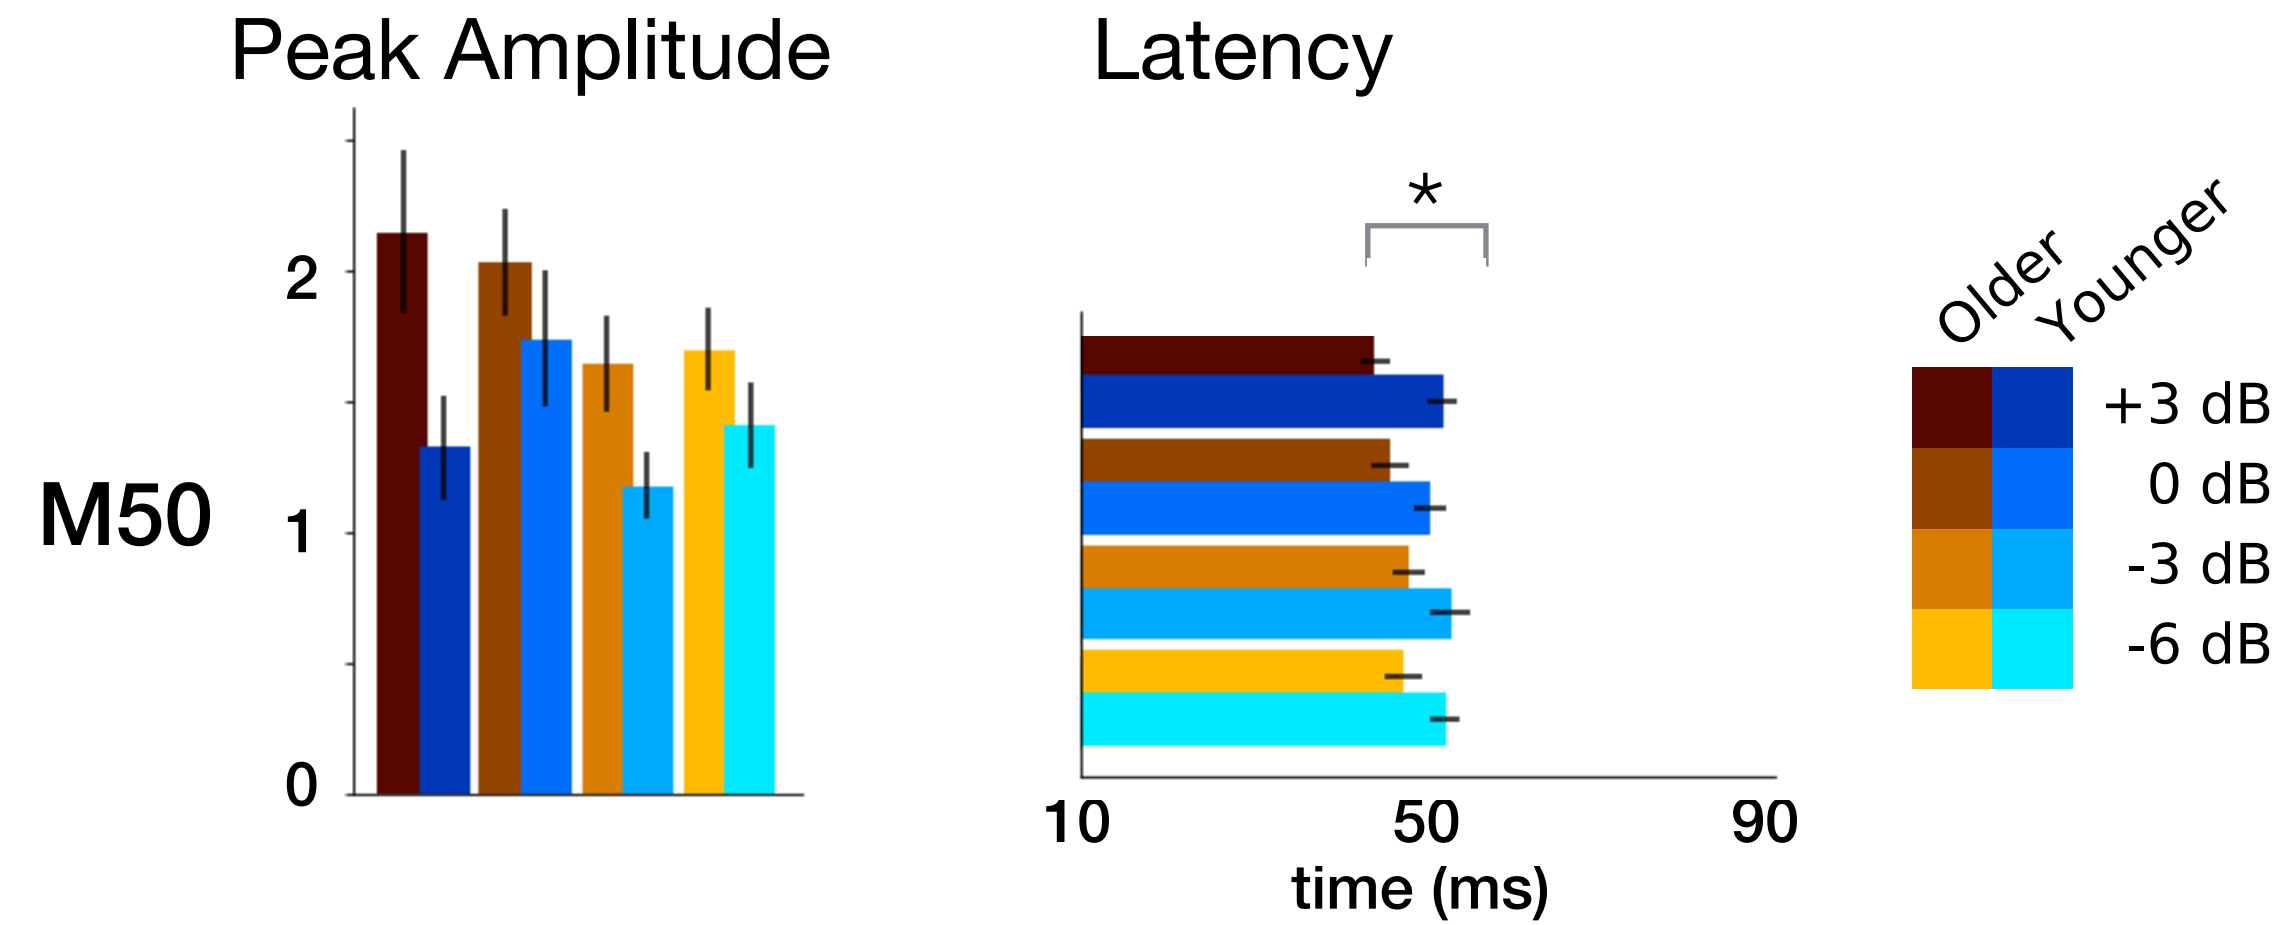 Peak Amplitude
Latency
*
2
1
0
M50
10 50 90
time (ms)
Older
Younger
+3 dB
0 dB
-3 dB
-6 dB